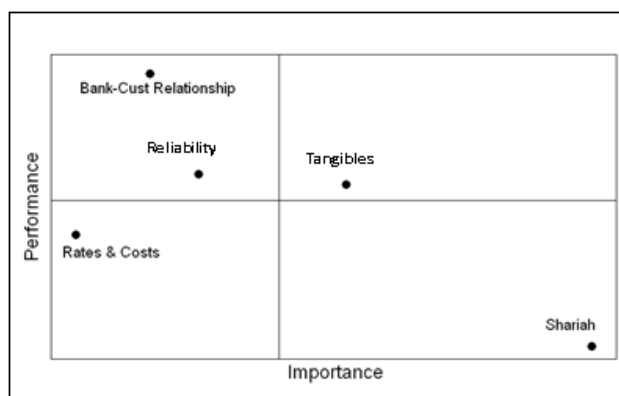 Bank-Cust Relationship
Reliability
Tangibles
Performance
Rates & Costs
Shariah
Importance